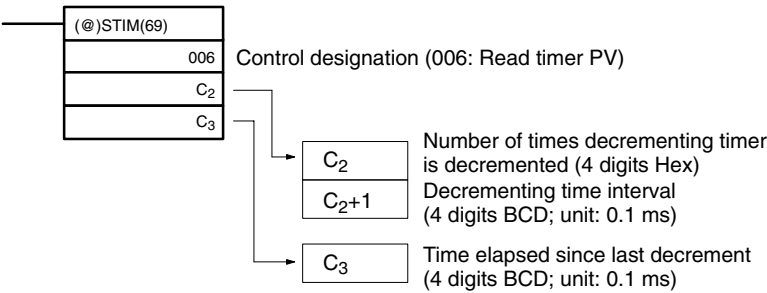 (@)STIM(69)
006 Control designation (006: Read timer PV)
C2
C3
C2 Number of times decrementing timer
is decremented (4 digits Hex)
C2+1 Decrementing time interval
(4 digits BCD; unit: 0.1 ms)
C3 Time elapsed since last decrement
(4 digits BCD; unit: 0.1 ms)